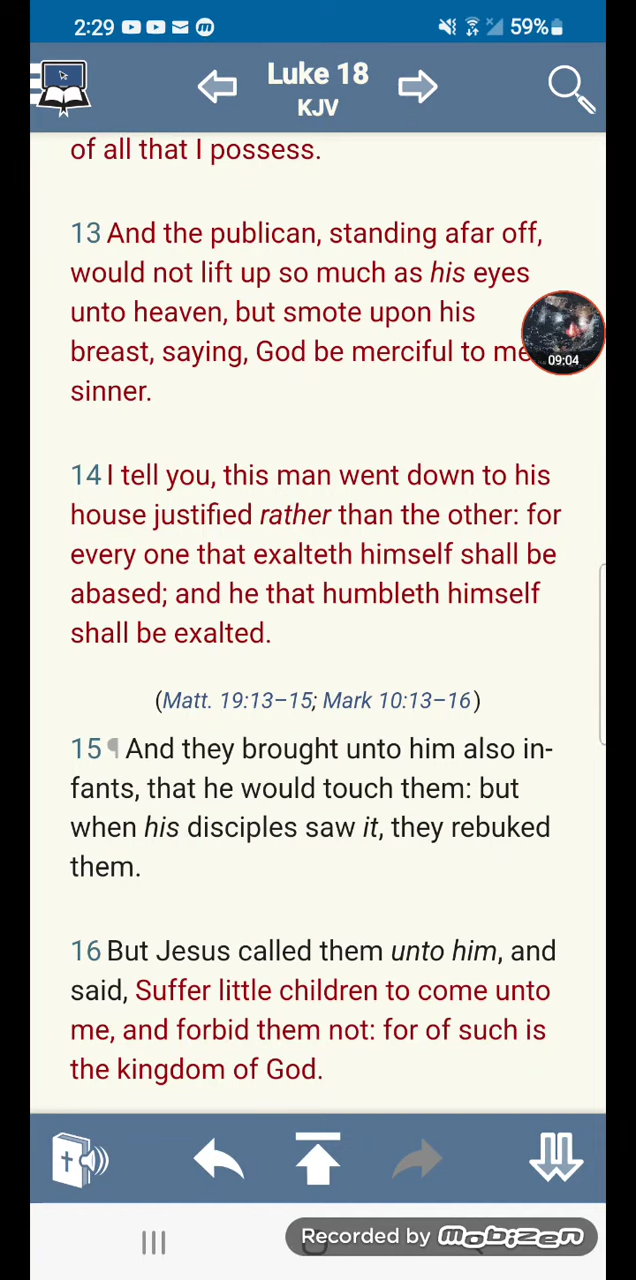 2:29
59%
Luke 18
KJV
of all that I possess.
13 And the publican, standing afar off,
would not lift up so much as his eyes
unto heaven, but smote upon his
breast, saying, God be merciful to me
sinner.
09:04
14 I tell you, this man went down to his
house justified rather than the other: for
every one that exalteth himself shall be
abased; and he that humbleth himself
shall be exalted.
(Matt. 19:13–15; Mark 10:13–16)
15 ¶ And they brought unto him also in-
fants, that he would touch them: but
when his disciples saw it, they rebuked
them.
16 But Jesus called them unto him, and
said, Suffer little children to come unto
me, and forbid them not: for of such is
the kingdom of God.
Recorded by mobizen